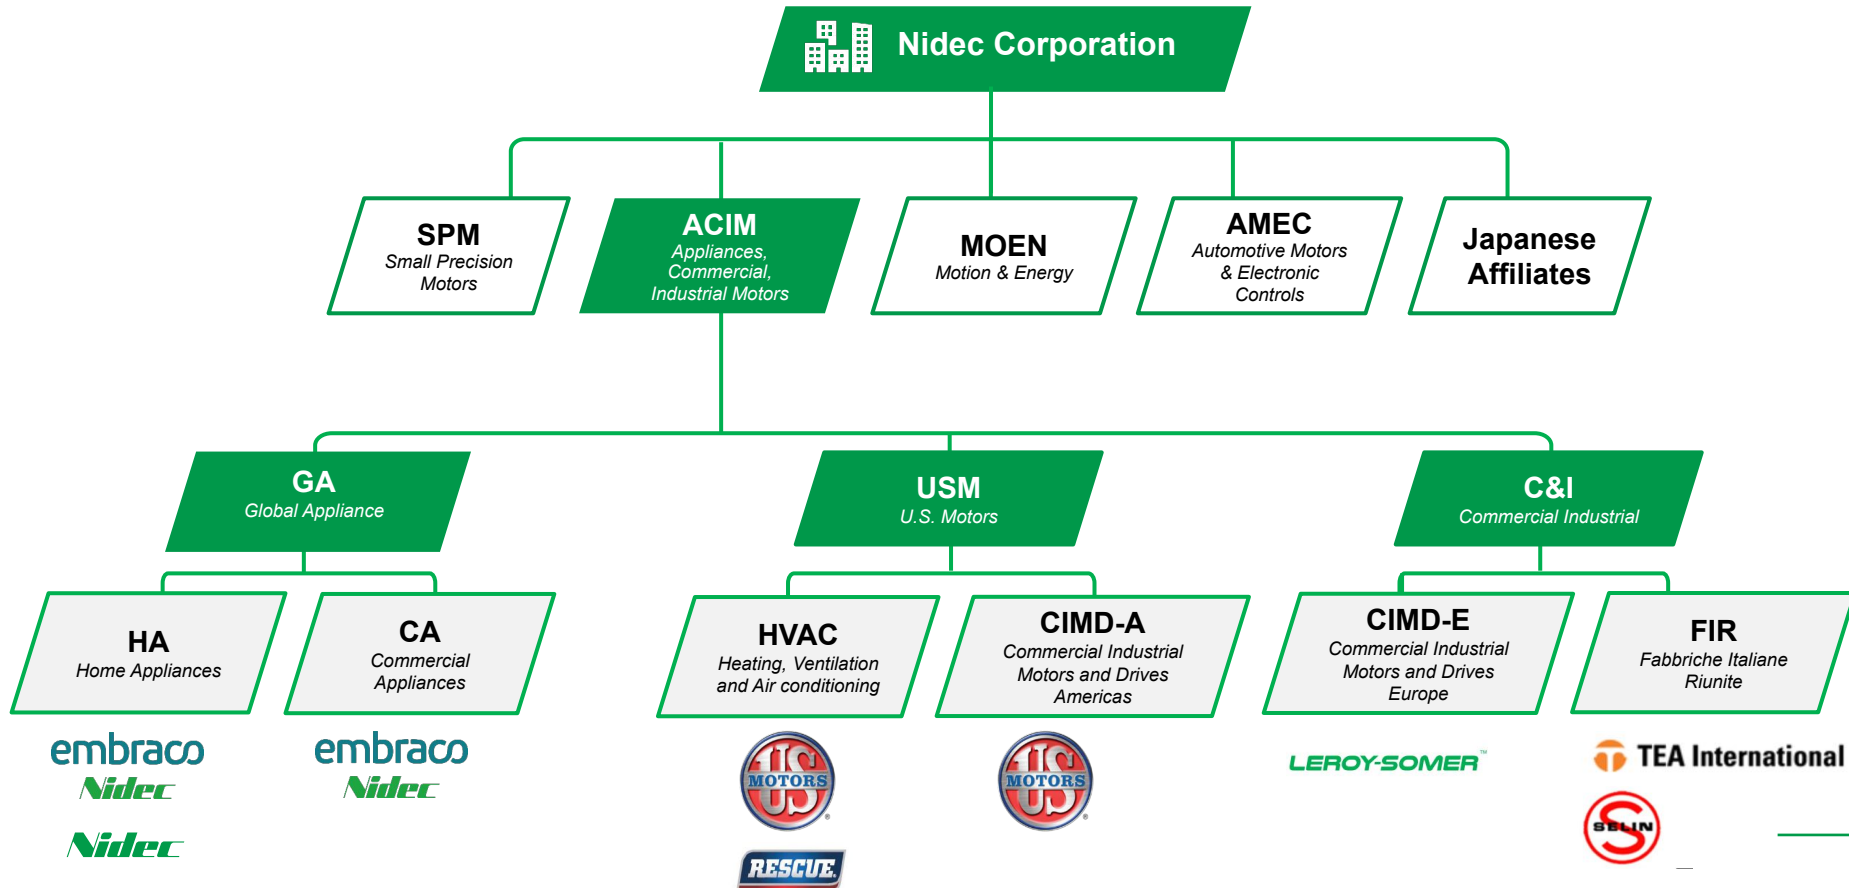 Nidec Corporation
SPM
Small Precision
Motors
ACIM
Appliances,
Commercial,
Industrial Motors
MOEN
Motion & Energy
AMEC
Automotive Motors
& Electronic
Controls
Japanese
Affiliates
GA
Global Appliance
USM
U.S. Motors
C&I
Commercial Industrial
HA
Home Appliances
CA
Commercial
Appliances
HVAC
Heating, Ventilation
and Air conditioning
CIMD-A
Commercial Industrial
Motors and Drives
Americas
CIMD-E
Commercial Industrial
Motors and Drives
Europe
FIR
Fabbriche Italiane
Riunite
embraco
Nidec
Nidec
embraco
Nidec
US
MOTORS
®
RESCUE.
US
MOTORS
®
LEROY-SOMER™
TEA International
S
SELIN